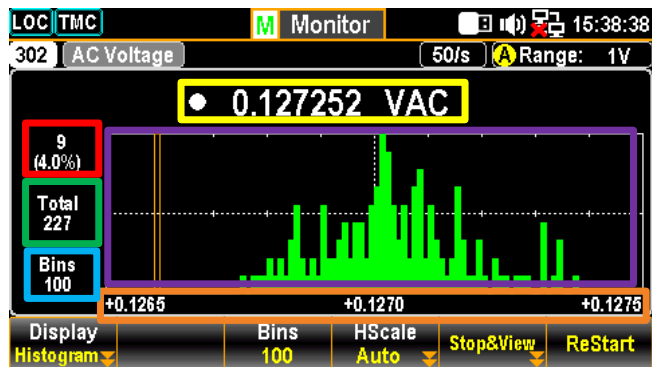 LOC TMC M Monitor 15:38:38
302 AC Voltage 50/s A Range: 1V
0.127252 VAC
9
(4.0%)
Total
227
Bins
100
+0.1265 +0.1270 +0.1275
Display Bins HScale Stop&View ReStart
Histogram 100 Auto